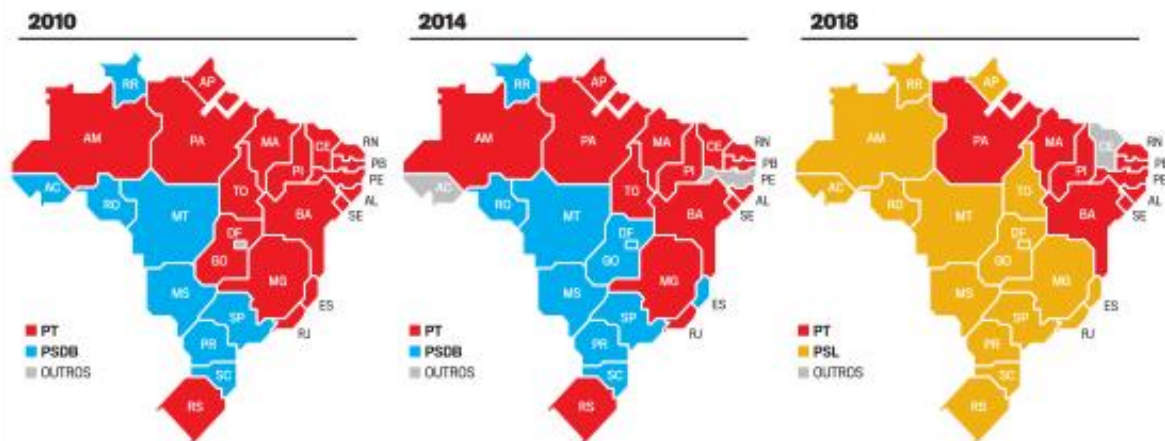 2010
RR
AP
AM
PA
MA
CE
RN
PB
PI
PE
AC
AL
TO
RO
SE
MT
BA
DF
GO
MG
MS
ES
SP
RJ
PR
SC
RS
PT
PSDB
OUTROS
2014
RR
AP
AM
PA
MA
CE
RN
PB
PI
PE
AC
AL
TO
RO
SE
MT
BA
DF
GO
MG
MS
ES
SP
RJ
PR
SC
RS
PT
PSDB
OUTROS
2018
RR
AP
AM
PA
MA
CE
RN
PB
PI
PE
AC
AL
TO
RO
SE
MT
BA
DF
GO
MG
MS
ES
SP
RJ
PR
SC
RS
PT
PSL
OUTROS